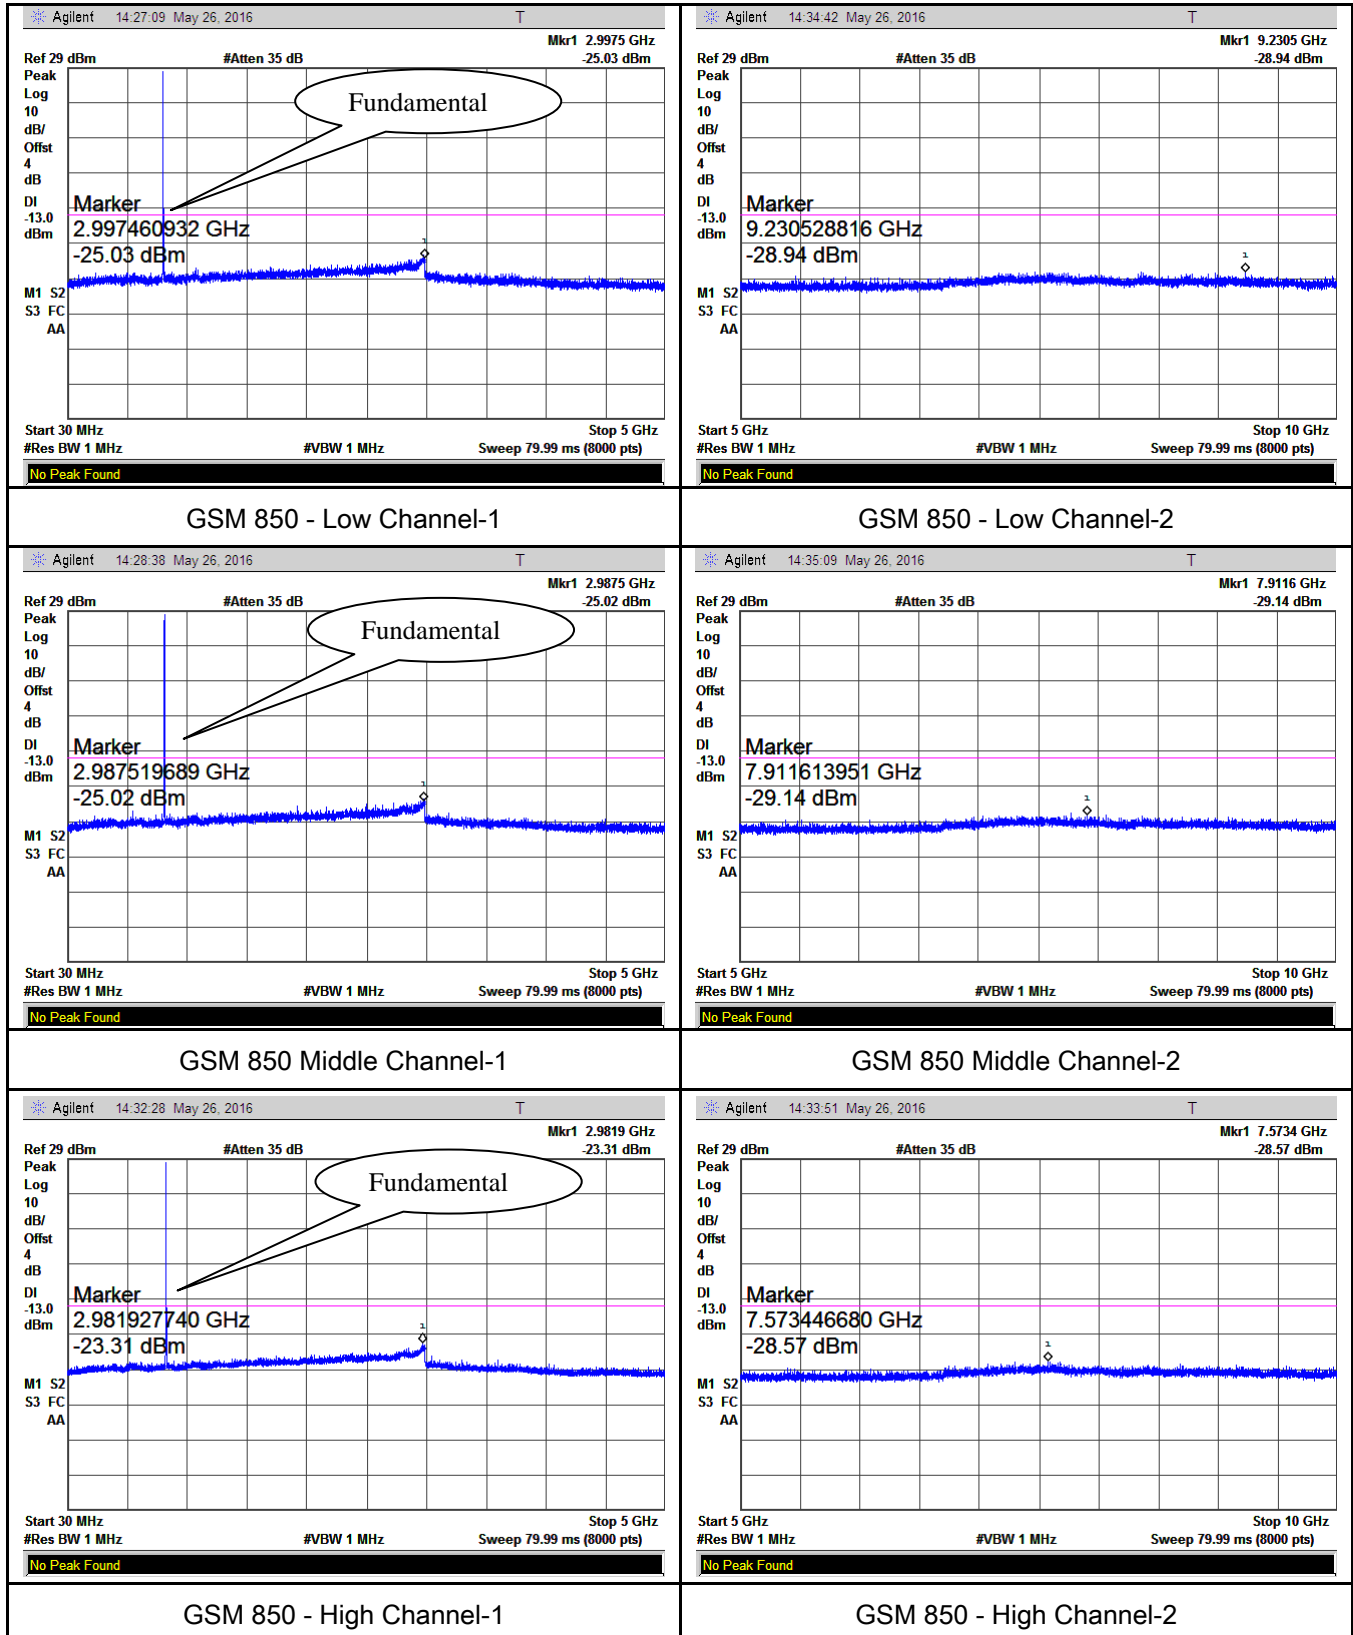 Agilent 14:27:09 May 26, 2016 T
Mkr1 2.9975 GHz
Ref 29 dBm #Atten 35 dB -25.03 dBm
Peak
Log
10
dB/
Offst
4
dB
DI
-13.0
dBm
Fundamental
Marker
2.997460932 GHz
-25.03 dBm
1
M1 S2
S3 FC
AA
Start 30 MHz Stop 5 GHz
#Res BW 1 MHz #VBW 1 MHz Sweep 79.99 ms (8000 pts)
No Peak Found
GSM 850 - Low Channel-1
Agilent 14:34:42 May 26, 2016 T
Mkr1 9.2305 GHz
Ref 29 dBm #Atten 35 dB -28.94 dBm
Peak
Log
10
dB/
Offst
4
dB
DI
-13.0
dBm
Marker
9.230528816 GHz
-28.94 dBm
1
M1 S2
S3 FC
AA
Start 5 GHz Stop 10 GHz
#Res BW 1 MHz #VBW 1 MHz Sweep 79.99 ms (8000 pts)
No Peak Found
GSM 850 - Low Channel-2
Agilent 14:28:38 May 26, 2016 T
Mkr1 2.9875 GHz
Ref 29 dBm #Atten 35 dB -25.02 dBm
Peak
Log
10
dB/
Offst
4
dB
DI
-13.0
dBm
Fundamental
Marker
2.987519689 GHz
-25.02 dBm
1
M1 S2
S3 FC
AA
Start 30 MHz Stop 5 GHz
#Res BW 1 MHz #VBW 1 MHz Sweep 79.99 ms (8000 pts)
No Peak Found
GSM 850 Middle Channel-1
Agilent 14:35:09 May 26, 2016 T
Mkr1 7.9116 GHz
Ref 29 dBm #Atten 35 dB -29.14 dBm
Peak
Log
10
dB/
Offst
4
dB
DI
-13.0
dBm
Marker
7.911613951 GHz
-29.14 dBm
1
M1 S2
S3 FC
AA
Start 5 GHz Stop 10 GHz
#Res BW 1 MHz #VBW 1 MHz Sweep 79.99 ms (8000 pts)
No Peak Found
GSM 850 Middle Channel-2
Agilent 14:32:28 May 26, 2016 T
Mkr1 2.9819 GHz
Ref 29 dBm #Atten 35 dB -23.31 dBm
Peak
Log
10
dB/
Offst
4
dB
DI
-13.0
dBm
Fundamental
Marker
2.981927740 GHz
-23.31 dBm
1
M1 S2
S3 FC
AA
Start 30 MHz Stop 5 GHz
#Res BW 1 MHz #VBW 1 MHz Sweep 79.99 ms (8000 pts)
No Peak Found
GSM 850 - High Channel-1
Agilent 14:33:51 May 26, 2016 T
Mkr1 7.5734 GHz
Ref 29 dBm #Atten 35 dB -28.57 dBm
Peak
Log
10
dB/
Offst
4
dB
DI
-13.0
dBm
Marker
7.573446680 GHz
-28.57 dBm
1
M1 S2
S3 FC
AA
Start 5 GHz Stop 10 GHz
#Res BW 1 MHz #VBW 1 MHz Sweep 79.99 ms (8000 pts)
No Peak Found
GSM 850 - High Channel-2